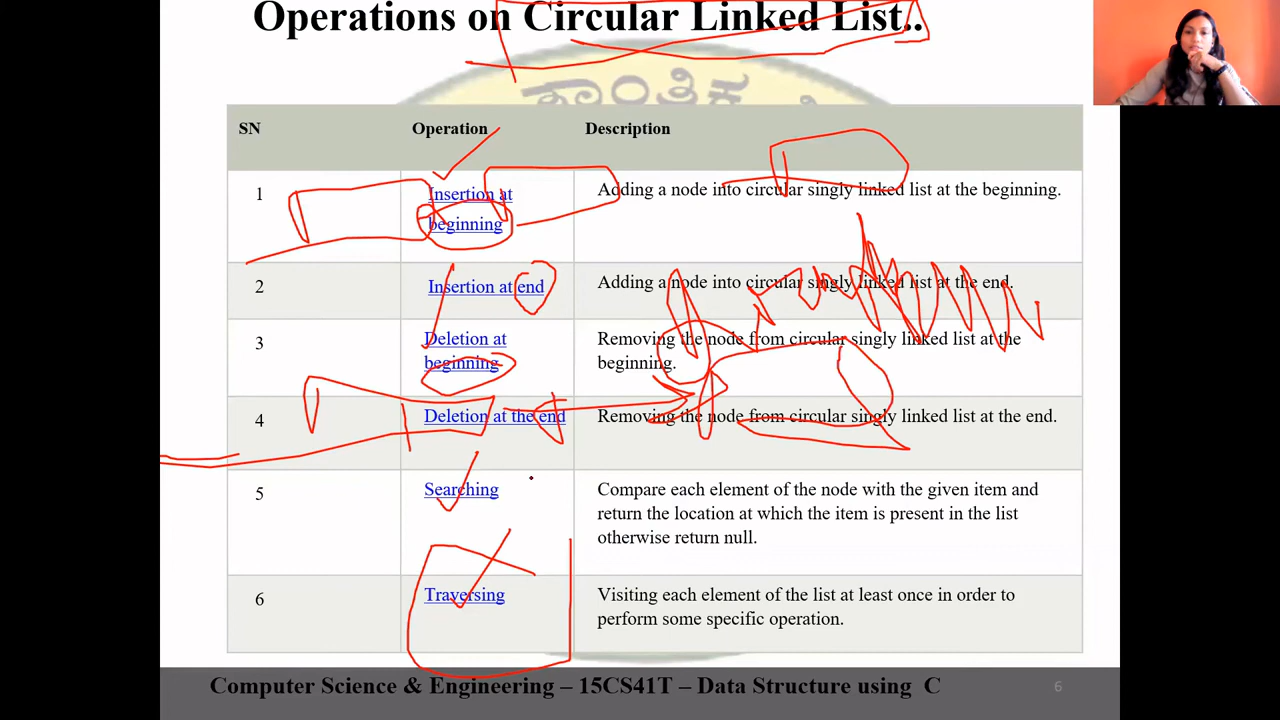 Operations on Circular Linked List..
ತಾಂತ್ರಿಕ
SN Operation Description
1 Insertion at beginning Adding a node into circular singly linked list at the beginning.
2 Insertion at end Adding a node into circular singly linked list at the end.
3 Deletion at beginning Removing the node from circular singly linked list at the beginning.
4 Deletion at the end Removing the node from circular singly linked list at the end.
5 Searching Compare each element of the node with the given item and
return the location at which the item is present in the list
otherwise return null.
6 Traversing Visiting each element of the list at least once in order to
perform some specific operation.
Computer Science & Engineering – 15CS41T – Data Structure using C 6